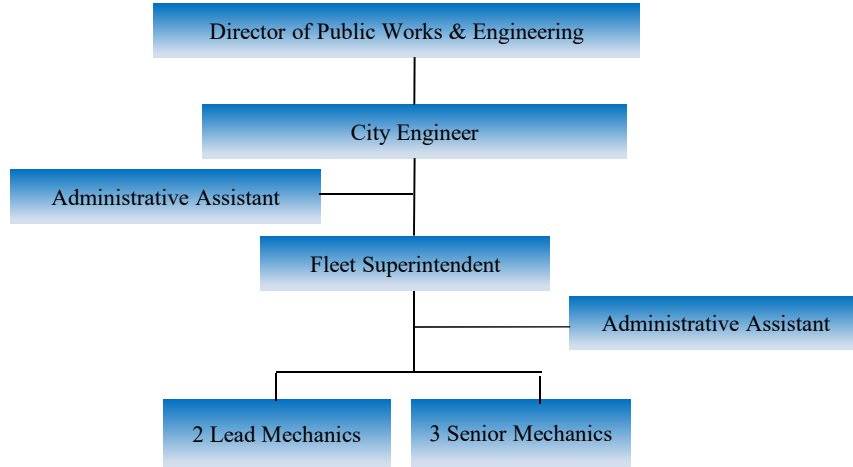 Director of Public Works & Engineering
City Engineer
Administrative Assistant
Fleet Superintendent
Administrative Assistant
2 Lead Mechanics
3 Senior Mechanics